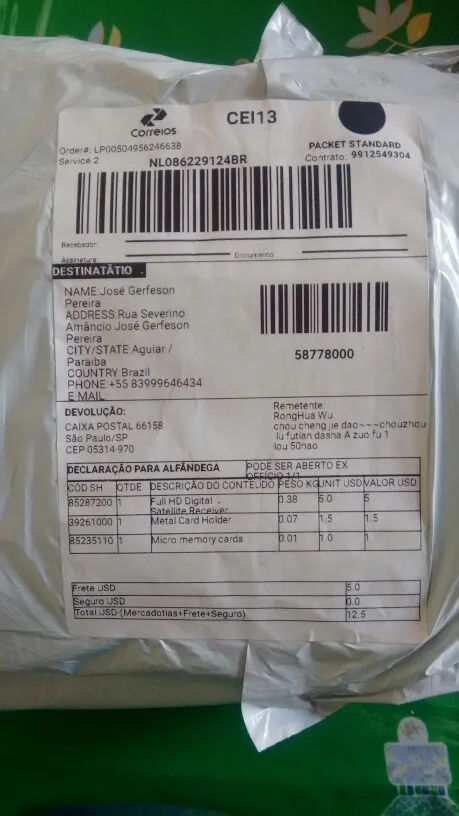 Correios
CEI13
Order#: LP00504956246638
Service 2
NL086229124BR
PACKET STANDARD
Contrato: 9912549304
Recebedor:
Assinatura: Documento
DESTINATÁTIO .
NAME:José Gerfeson
Pereira
ADDRESS:Rua Severino
Amâncio José Gerfeson
Pereira
CITY/STATE:Aguiar /
Paraiba
COUNTRY:Brazil
PHONE:+55 83999646434
E-MAIL:
58778000
DEVOLUÇÃO:
CAIXA POSTAL 66158
São Paulo/SP
CEP 05314-970
Remetente:
RongHua Wu
chou cheng jie dao~~~chouzhou
lu futian dasha A zuo fu 1
lou 50hao
DECLARAÇÃO PARA ALFÂNDEGA
PODE SER ABERTO EX
OFFÍCIO 1/1
CÓD SH QTDE DESCRIÇÃO DO CONTEÚDO PESO KG UNIT USD VALOR USD
85287200 1 Full HD Digital 0.38 5.0 5
Satellite Receiver
39261000 1 Metal Card Holder 0.07 1.5 1.5
85235110 1 Micro memory cards 0.01 1.0 1
Frete USD 5.0
Seguro USD 0.0
Total USD-(Mercadotias+Frete+Seguro) 12.5